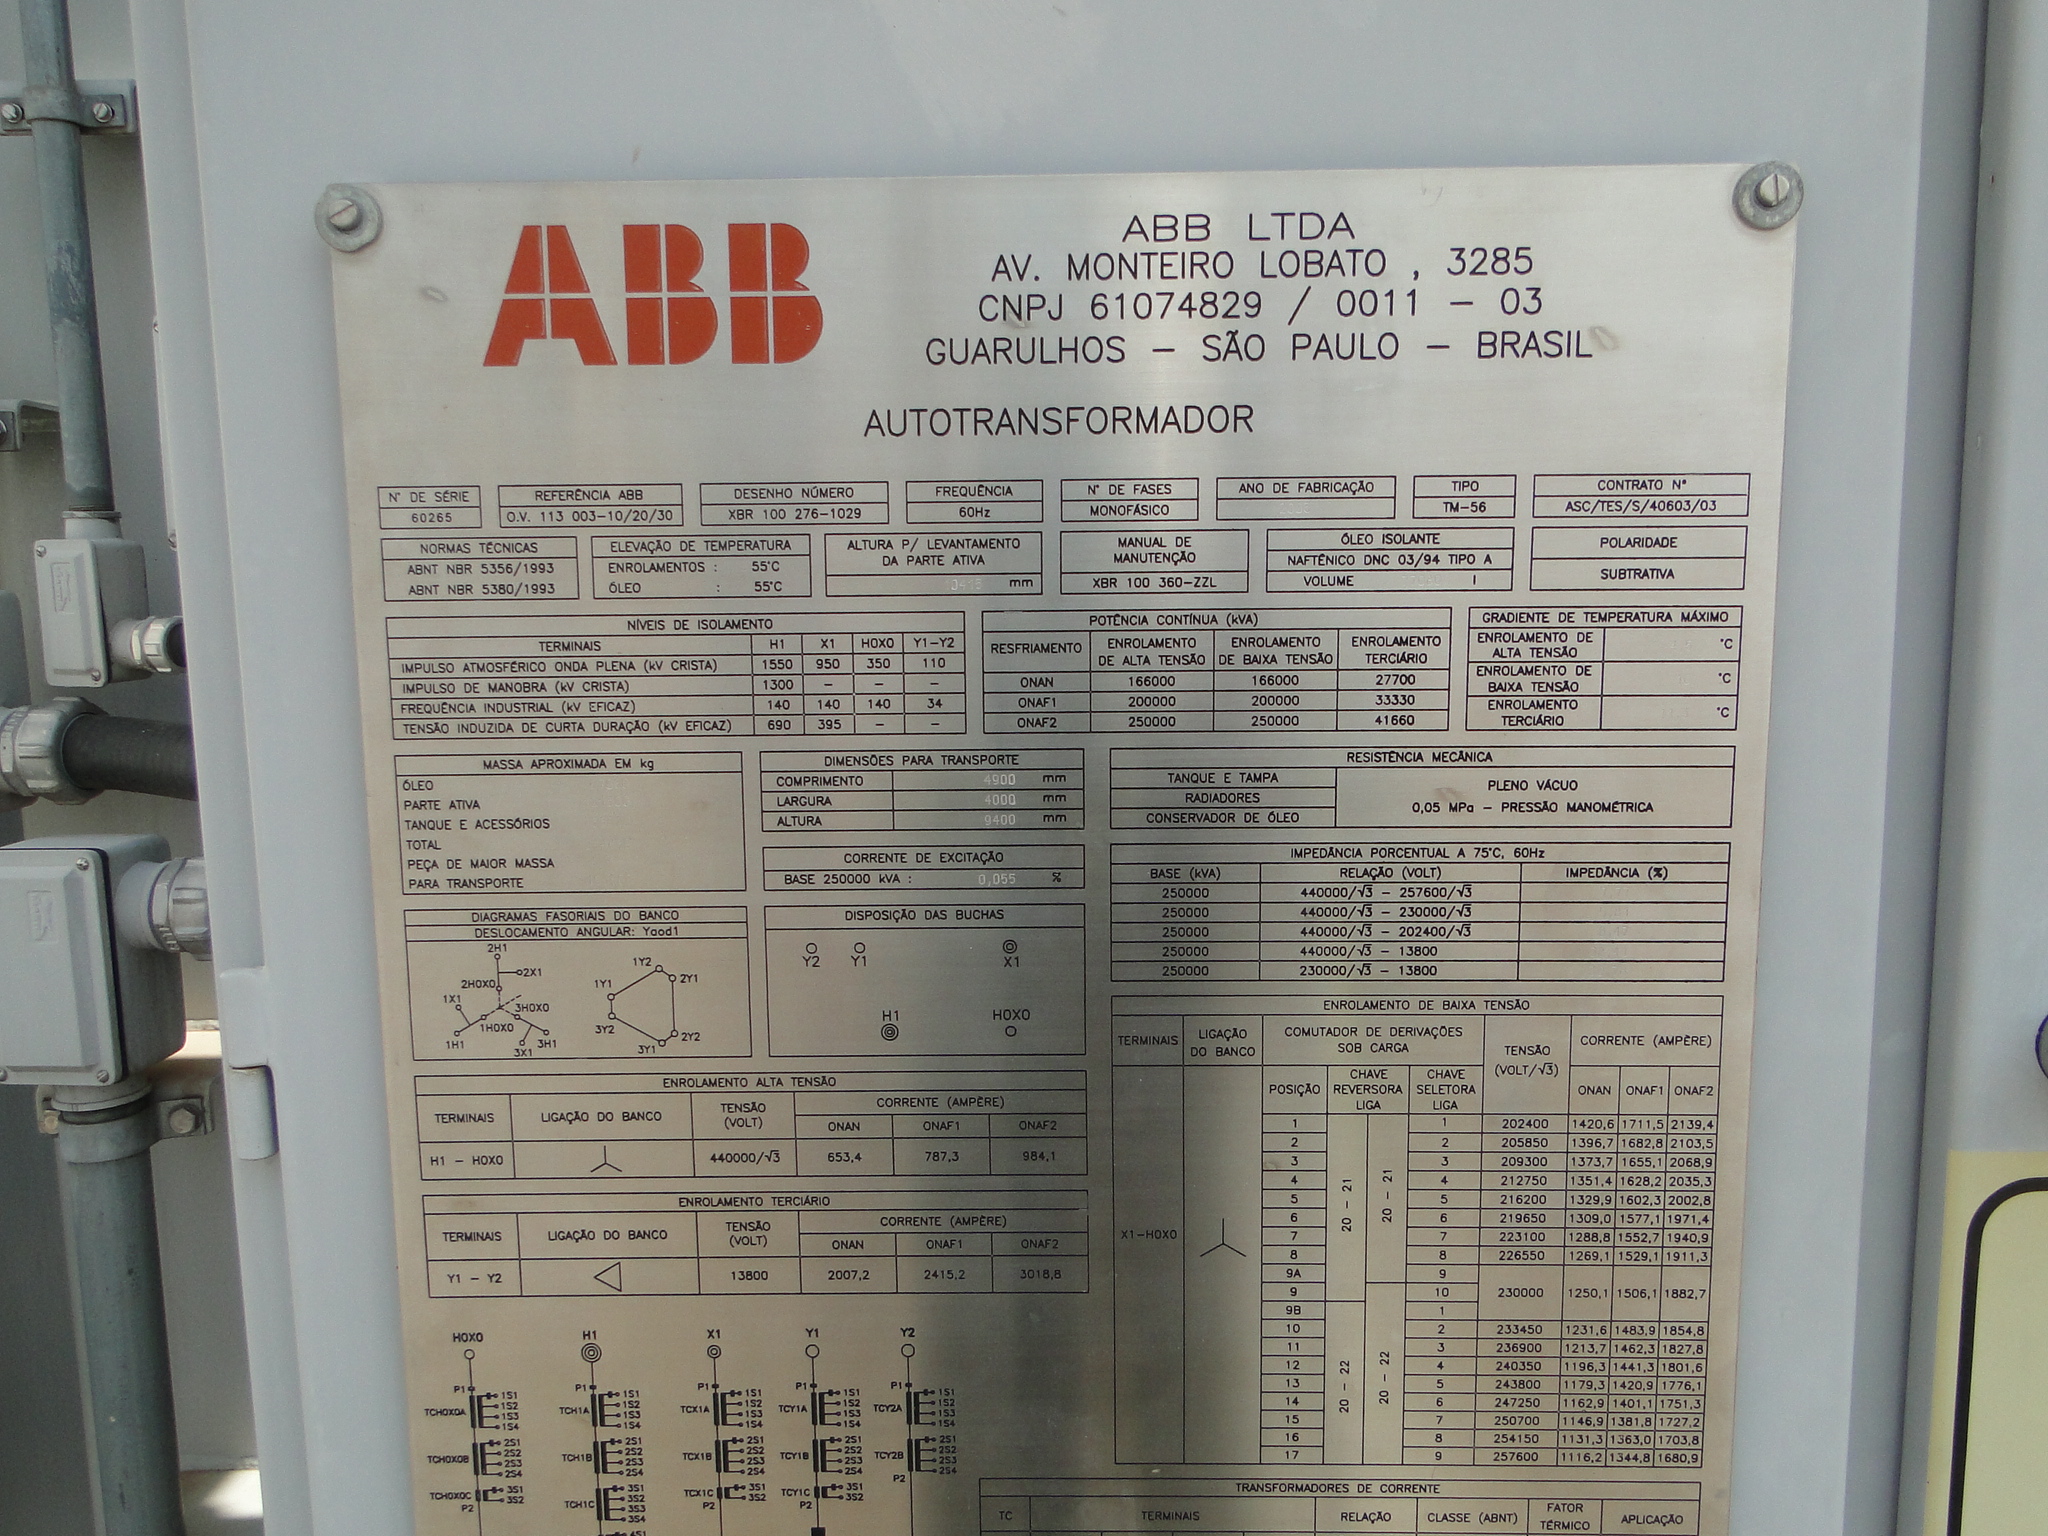 ABB
ABB LTDA
AV. MONTEIRO LOBATO , 3285
CNPJ 61074829 / 0011 - 03
GUARULHOS - SÃO PAULO - BRASIL
AUTOTRANSFORMADOR
Nº DE SÉRIE REFERÊNCIA ABB DESENHO NÚMERO FREQUÊNCIA Nº DE FASES ANO DE FABRICAÇÃO TIPO CONTRATO Nº
60265 O.V. 113 003-10/20/30 XBR 100 276-1029 60Hz MONOFÁSICO TM-56 ASC/TES/S/40603/03
NORMAS TÉCNICAS
ABNT NBR 5356/1993
ABNT NBR 5380/1993
ELEVAÇÃO DE TEMPERATURA
ENROLAMENTOS : 55°C
ÓLEO : 55°C
ALTURA P/ LEVANTAMENTO
DA PARTE ATIVA
mm
MANUAL DE
MANUTENÇÃO
XBR 100 360-ZZL
ÓLEO ISOLANTE
NAFTÊNICO DNC 03/94 TIPO A
VOLUME l
POLARIDADE
SUBTRATIVA
NÍVEIS DE ISOLAMENTO
TERMINAIS H1 X1 H0X0 Y1-Y2
IMPULSO ATMOSFÉRICO ONDA PLENA (kV CRISTA) 1550 950 350 110
IMPULSO DE MANOBRA (kV CRISTA) 1300 - - -
FREQUÊNCIA INDUSTRIAL (kV EFICAZ) 140 140 140 34
TENSÃO INDUZIDA DE CURTA DURAÇÃO (kV EFICAZ) 690 395 - -
POTÊNCIA CONTÍNUA (kVA)
RESFRIAMENTO ENROLAMENTO DE ALTA TENSÃO ENROLAMENTO DE BAIXA TENSÃO ENROLAMENTO TERCIÁRIO
ONAN 166000 166000 27700
ONAF1 200000 200000 33330
ONAF2 250000 250000 41660
GRADIENTE DE TEMPERATURA MÁXIMO
ENROLAMENTO DE
ALTA TENSÃO °C
ENROLAMENTO DE
BAIXA TENSÃO °C
ENROLAMENTO
TERCIÁRIO °C
MASSA APROXIMADA EM kg
ÓLEO
PARTE ATIVA
TANQUE E ACESSÓRIOS
TOTAL
PEÇA DE MAIOR MASSA
PARA TRANSPORTE
DIMENSÕES PARA TRANSPORTE
COMPRIMENTO 4900 mm
LARGURA 4000 mm
ALTURA 9400 mm
CORRENTE DE EXCITAÇÃO
BASE 250000 kVA : 0,055 %
RESISTÊNCIA MECÂNICA
TANQUE E TAMPA
RADIADORES
CONSERVADOR DE ÓLEO
PLENO VÁCUO
0,05 MPa - PRESSÃO MANOMÉTRICA
IMPEDÂNCIA PORCENTUAL A 75°C, 60Hz
BASE (kVA) RELAÇÃO (VOLT) IMPEDÂNCIA (%)
250000 440000/√3 - 257600/√3
250000 440000/√3 - 230000/√3
250000 440000/√3 - 202400/√3
250000 440000/√3 - 13800
250000 230000/√3 - 13800
DIAGRAMAS FASORIAIS DO BANCO
DESLOCAMENTO ANGULAR: Yaod1
2H1
2X1
2H0X0
1X1
3H0X0
1H0X0
1H1
3X1
3H1
1Y2
2Y1
1Y1
3Y2
2Y2
3Y1
DISPOSIÇÃO DAS BUCHAS
Y2 Y1 X1
H1 H0X0
ENROLAMENTO ALTA TENSÃO
TERMINAIS LIGAÇÃO DO BANCO TENSÃO (VOLT) CORRENTE (AMPÈRE)
ONAN ONAF1 ONAF2
H1 - H0X0 440000/√3 653,4 787,3 984,1
ENROLAMENTO TERCIÁRIO
TERMINAIS LIGAÇÃO DO BANCO TENSÃO (VOLT) CORRENTE (AMPÈRE)
ONAN ONAF1 ONAF2
Y1 - Y2 13800 2007,2 2415,2 3018,8
ENROLAMENTO DE BAIXA TENSÃO
TERMINAIS LIGAÇÃO DO BANCO COMUTADOR DE DERIVAÇÕES SOB CARGA TENSÃO (VOLT/√3) CORRENTE (AMPÈRE)
POSIÇÃO CHAVE REVERSORA LIGA CHAVE SELETORA LIGA ONAN ONAF1 ONAF2
X1-H0X0
20 - 21
20 - 21
20 - 22
20 - 22
1 1 202400 1420,6 1711,5 2139,4
2 2 205850 1396,7 1682,8 2103,5
3 3 209300 1373,7 1655,1 2068,9
4 4 212750 1351,4 1628,2 2035,3
5 5 216200 1329,9 1602,3 2002,8
6 6 219650 1309,0 1577,1 1971,4
7 7 223100 1288,8 1552,7 1940,9
8 8 226550 1269,1 1529,1 1911,3
9A 9
9 10 230000 1250,1 1506,1 1882,7
9B 1
10 2 233450 1231,6 1483,9 1854,8
11 3 236900 1213,7 1462,3 1827,8
12 4 240350 1196,3 1441,3 1801,6
13 5 243800 1179,3 1420,9 1776,1
14 6 247250 1162,9 1401,1 1751,3
15 7 250700 1146,9 1381,8 1727,2
16 8 254150 1131,3 1363,0 1703,8
17 9 257600 1116,2 1344,8 1680,9
H0X0 H1 X1 Y1 Y2
P1 P1 P1 P1 P1
1S1 1S1 1S1 1S1 1S1
1S2 1S2 1S2 1S2 1S2
TCH0X0A TCH1A TCX1A TCY1A TCY2A
1S3 1S3 1S3 1S3 1S3
1S4 1S4 1S4 1S4 1S4
2S1 2S1 2S1 2S1 2S1
2S2 2S2 2S2 2S2 2S2
TCH0X0B TCH1B TCX1B TCY1B TCY2B
2S3 2S3 2S3 2S3 2S3
2S4 2S4 2S4 2S4 2S4
P2
3S1 3S1 3S1 3S1
TCH0X0C TCH1C TCX1C TCY1C
3S2 3S2 3S2 3S2
P2 P2 P2
3S3
3S4
4S1
TRANSFORMADORES DE CORRENTE
TC TERMINAIS RELAÇÃO CLASSE (ABNT) FATOR TÉRMICO APLICAÇÃO